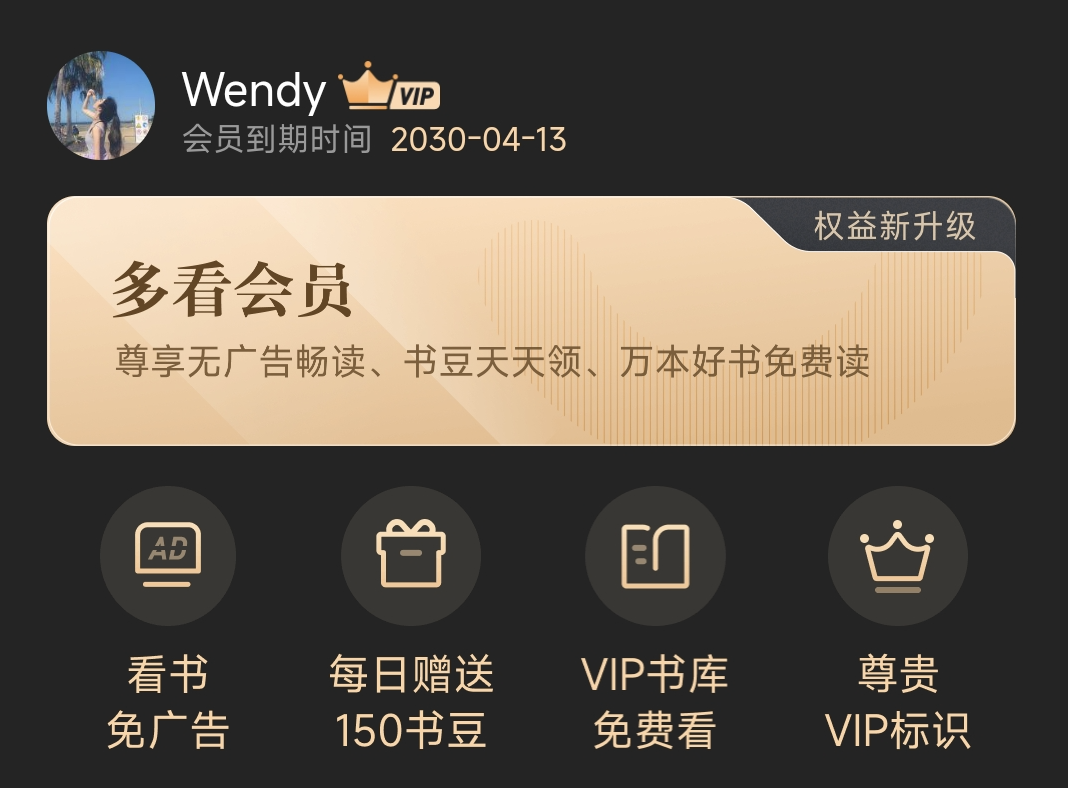 Wendy VIP
会员到期时间 2030-04-13
权益新升级
多看会员
尊享无广告畅读、书豆天天领、万本好书免费读
AD
看书
免广告
每日赠送
150书豆
VIP书库
免费看
尊贵
VIP标识